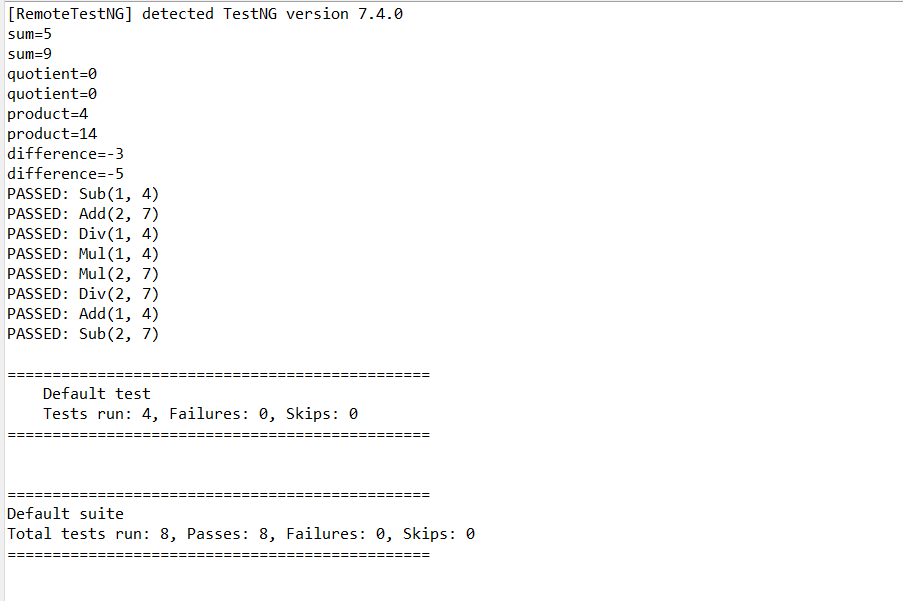 [RemoteTestNG] detected TestNG version 7.4.0
sum=5
sum=9
quotient=0
quotient=0
product=4
product=14
difference=-3
difference=-5
PASSED: Sub(1, 4)
PASSED: Add(2, 7)
PASSED: Div(1, 4)
PASSED: Mul(1, 4)
PASSED: Mul(2, 7)
PASSED: Div(2, 7)
PASSED: Add(1, 4)
PASSED: Sub(2, 7)
===============================================
Default test
Tests run: 4, Failures: 0, Skips: 0
===============================================
===============================================
Default suite
Total tests run: 8, Passes: 8, Failures: 0, Skips: 0
===============================================